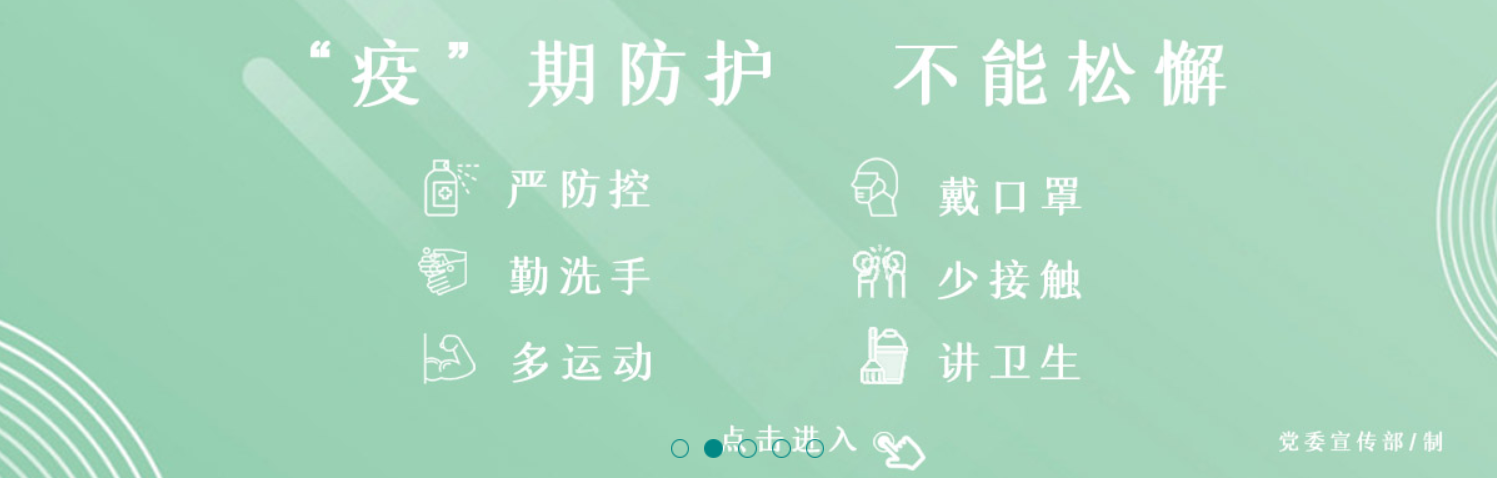 “疫”期防护 不能松懈
严防控 戴口罩
勤洗手 少接触
多运动 讲卫生
点击进入
党委宣传部/制